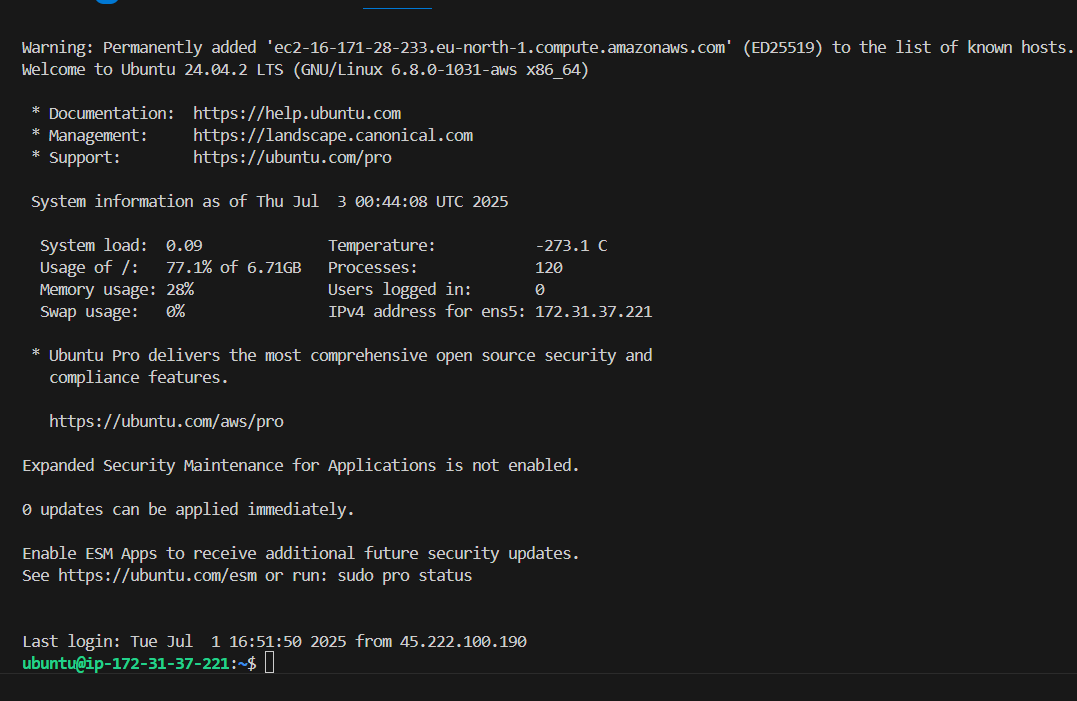 Warning: Permanently added 'ec2-16-171-28-233.eu-north-1.compute.amazonaws.com' (ED25519) to the list of known hosts.
Welcome to Ubuntu 24.04.2 LTS (GNU/Linux 6.8.0-1031-aws x86_64)
* Documentation:  https://help.ubuntu.com
* Management:     https://landscape.canonical.com
* Support:        https://ubuntu.com/pro
System information as of Thu Jul  3 00:44:08 UTC 2025
System load:  0.09              Temperature:           -273.1 C
Usage of /:   77.1% of 6.71GB   Processes:             120
Memory usage: 28%               Users logged in:       0
Swap usage:   0%                IPv4 address for ens5: 172.31.37.221
* Ubuntu Pro delivers the most comprehensive open source security and
compliance features.
https://ubuntu.com/aws/pro
Expanded Security Maintenance for Applications is not enabled.
0 updates can be applied immediately.
Enable ESM Apps to receive additional future security updates.
See https://ubuntu.com/esm or run: sudo pro status
Last login: Tue Jul  1 16:51:50 2025 from 45.222.100.190
ubuntu@ip-172-31-37-221:~$